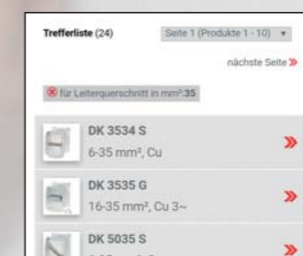 Trefferliste (24)
Seite 1 (Produkte 1 - 10)
nächste Seite
für Leiterquerschnitt in mm²:35
DK 3534 S
6-35 mm², Cu
DK 3535 G
16-35 mm², Cu 3~
DK 5035 S